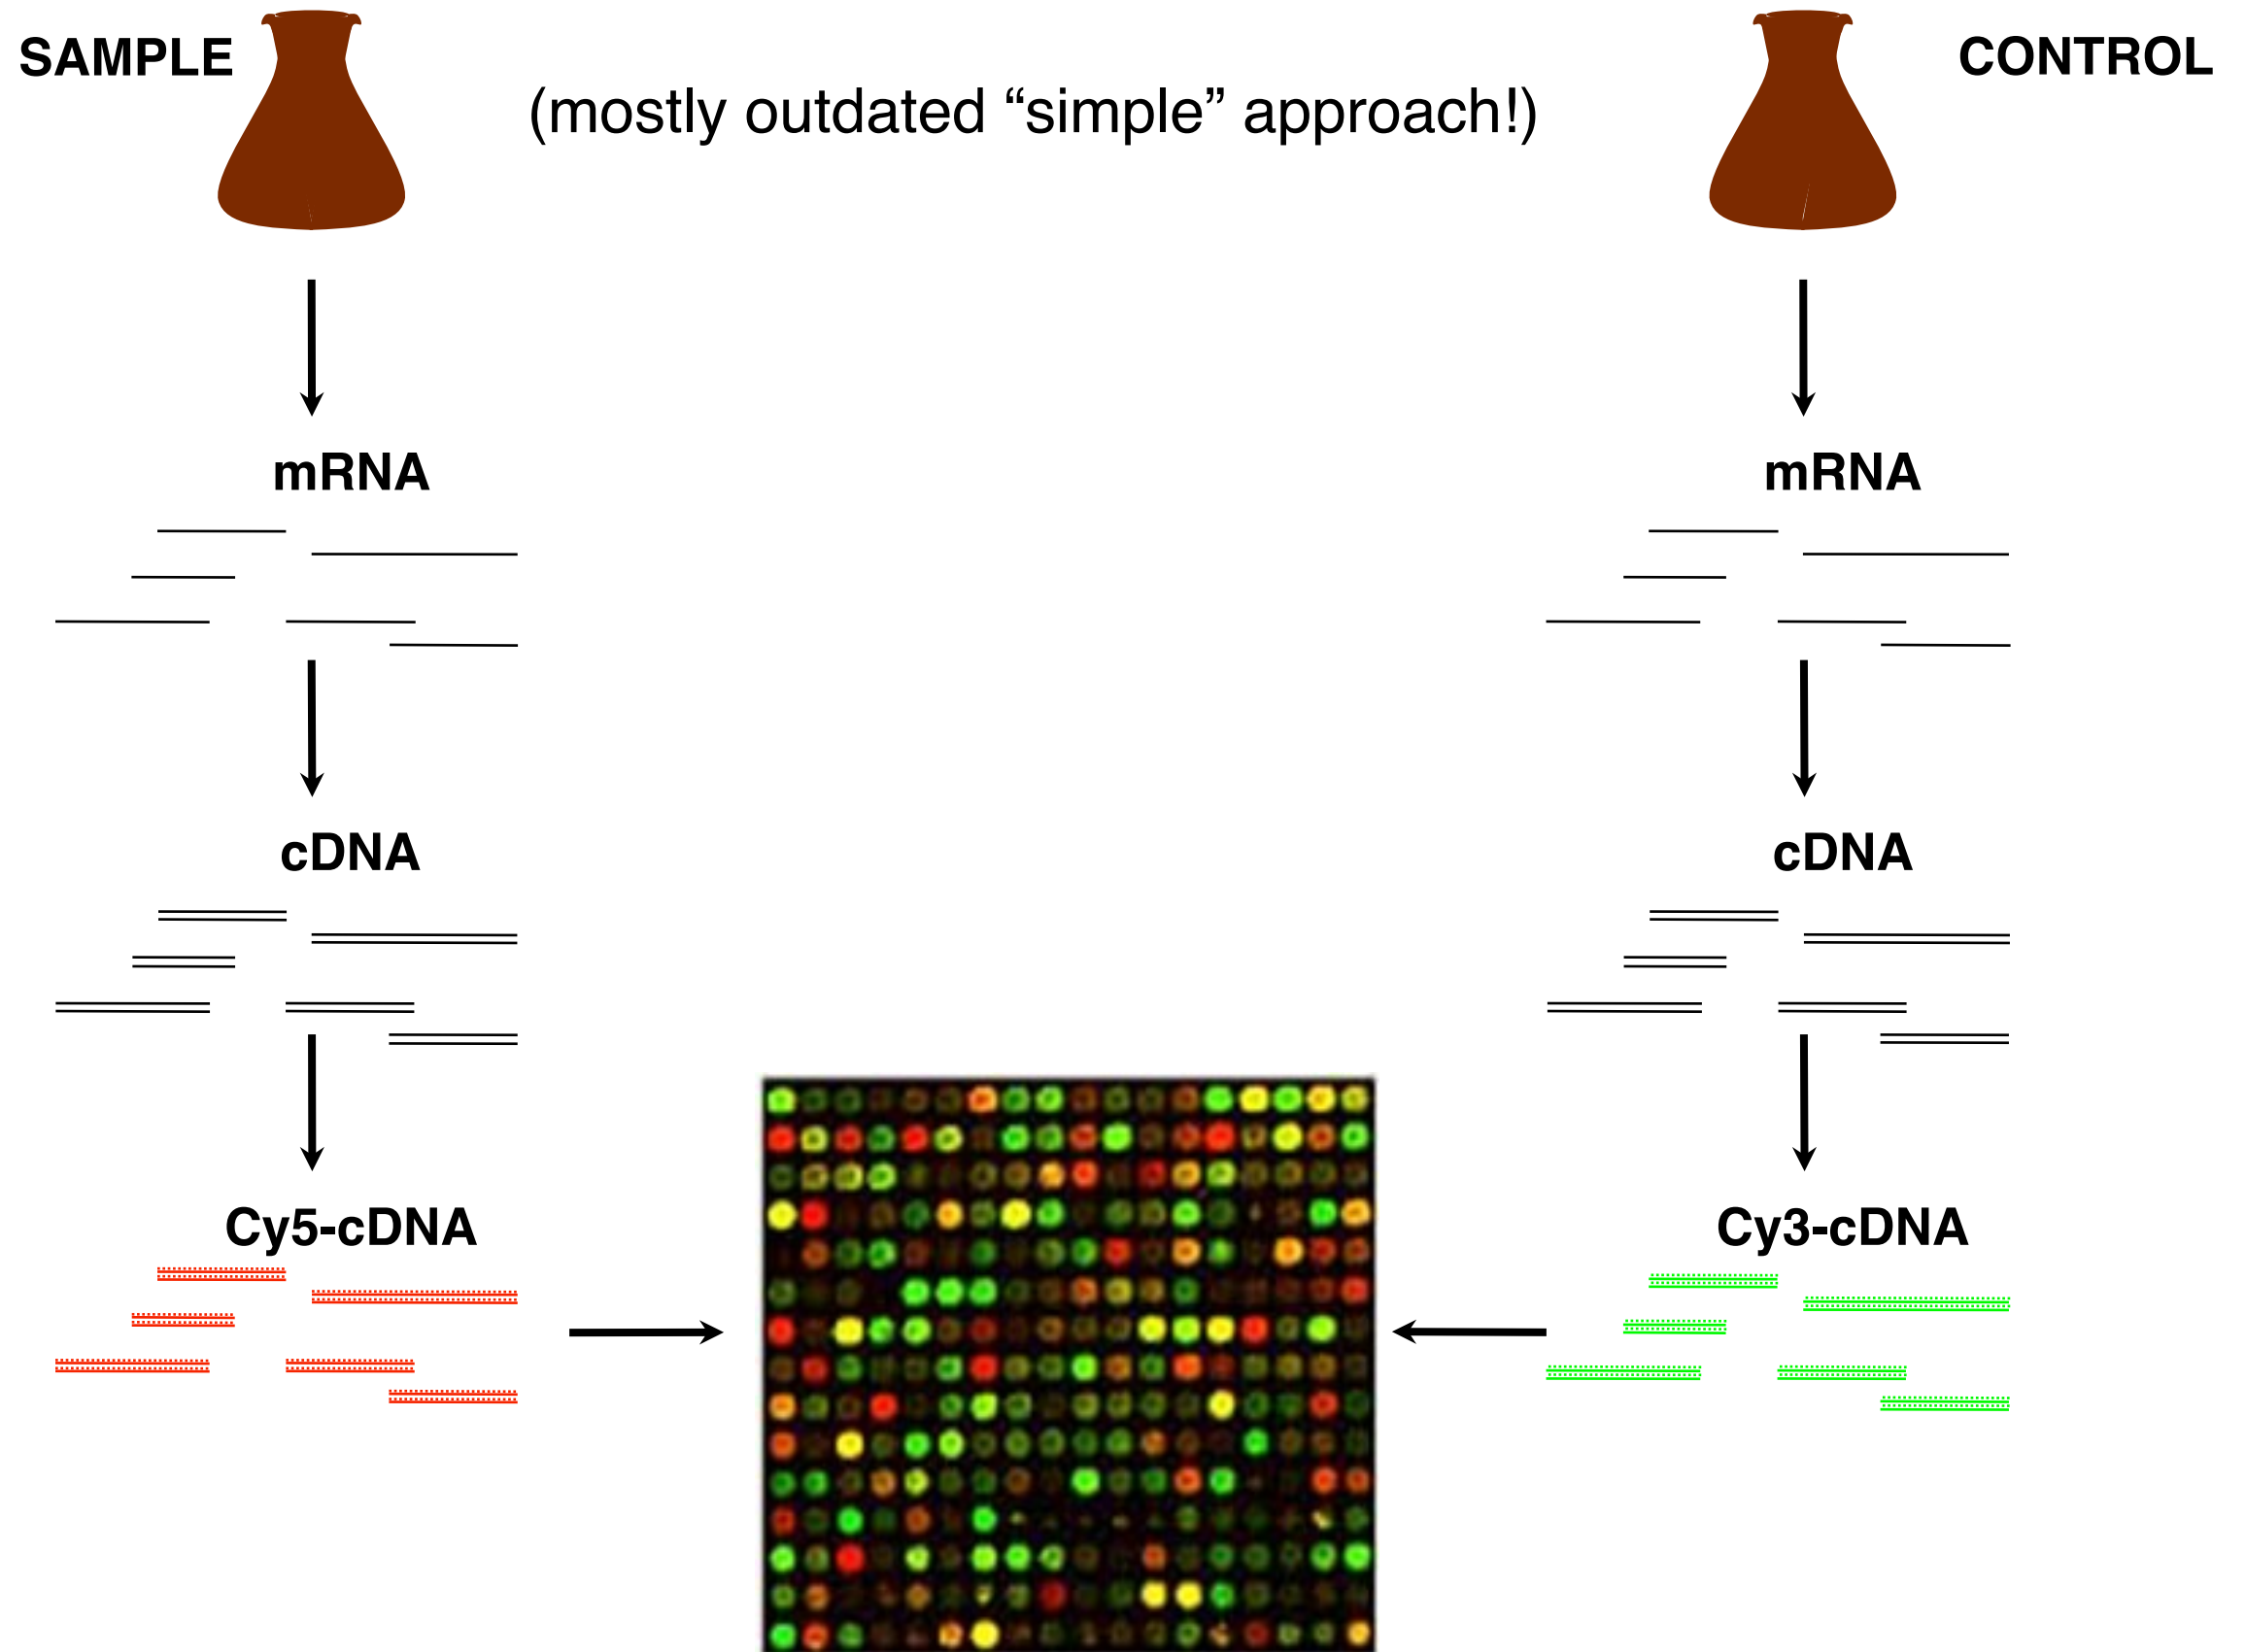 SAMPLE
CONTROL
(mostly outdated “simple” approach!)
mRNA
mRNA
cDNA
cDNA
Cy5-cDNA
Cy3-cDNA